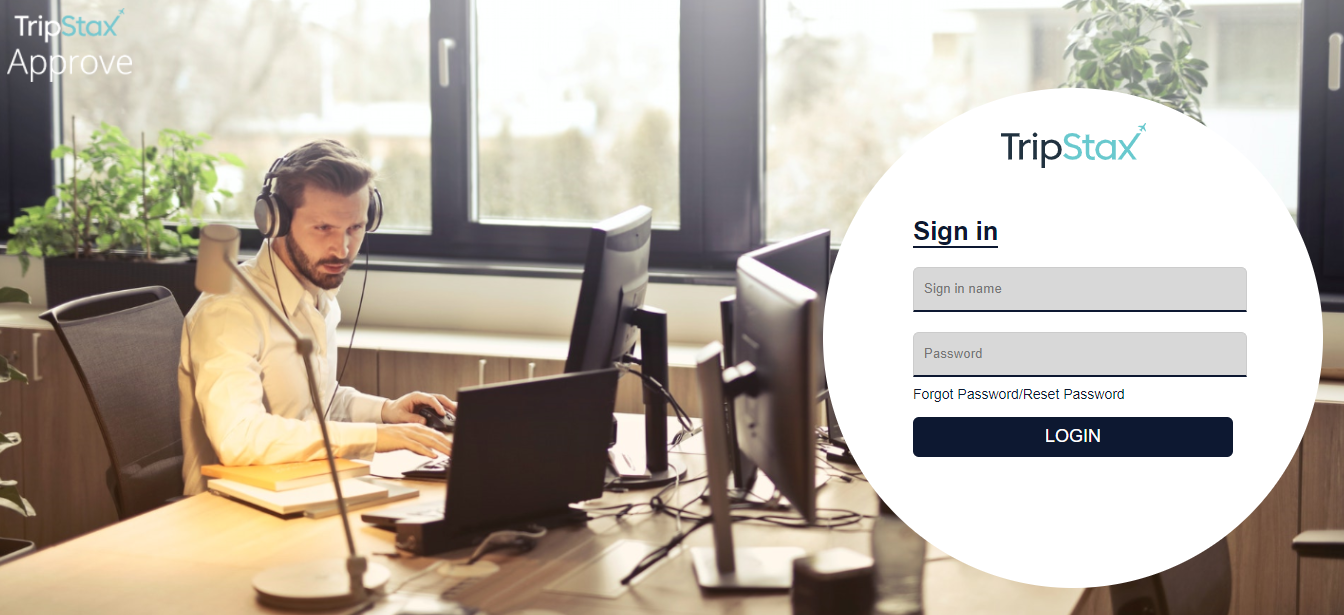 TripStax
Approve
TripStax
Sign in
Sign in name
Password
Forgot Password/Reset Password
LOGIN